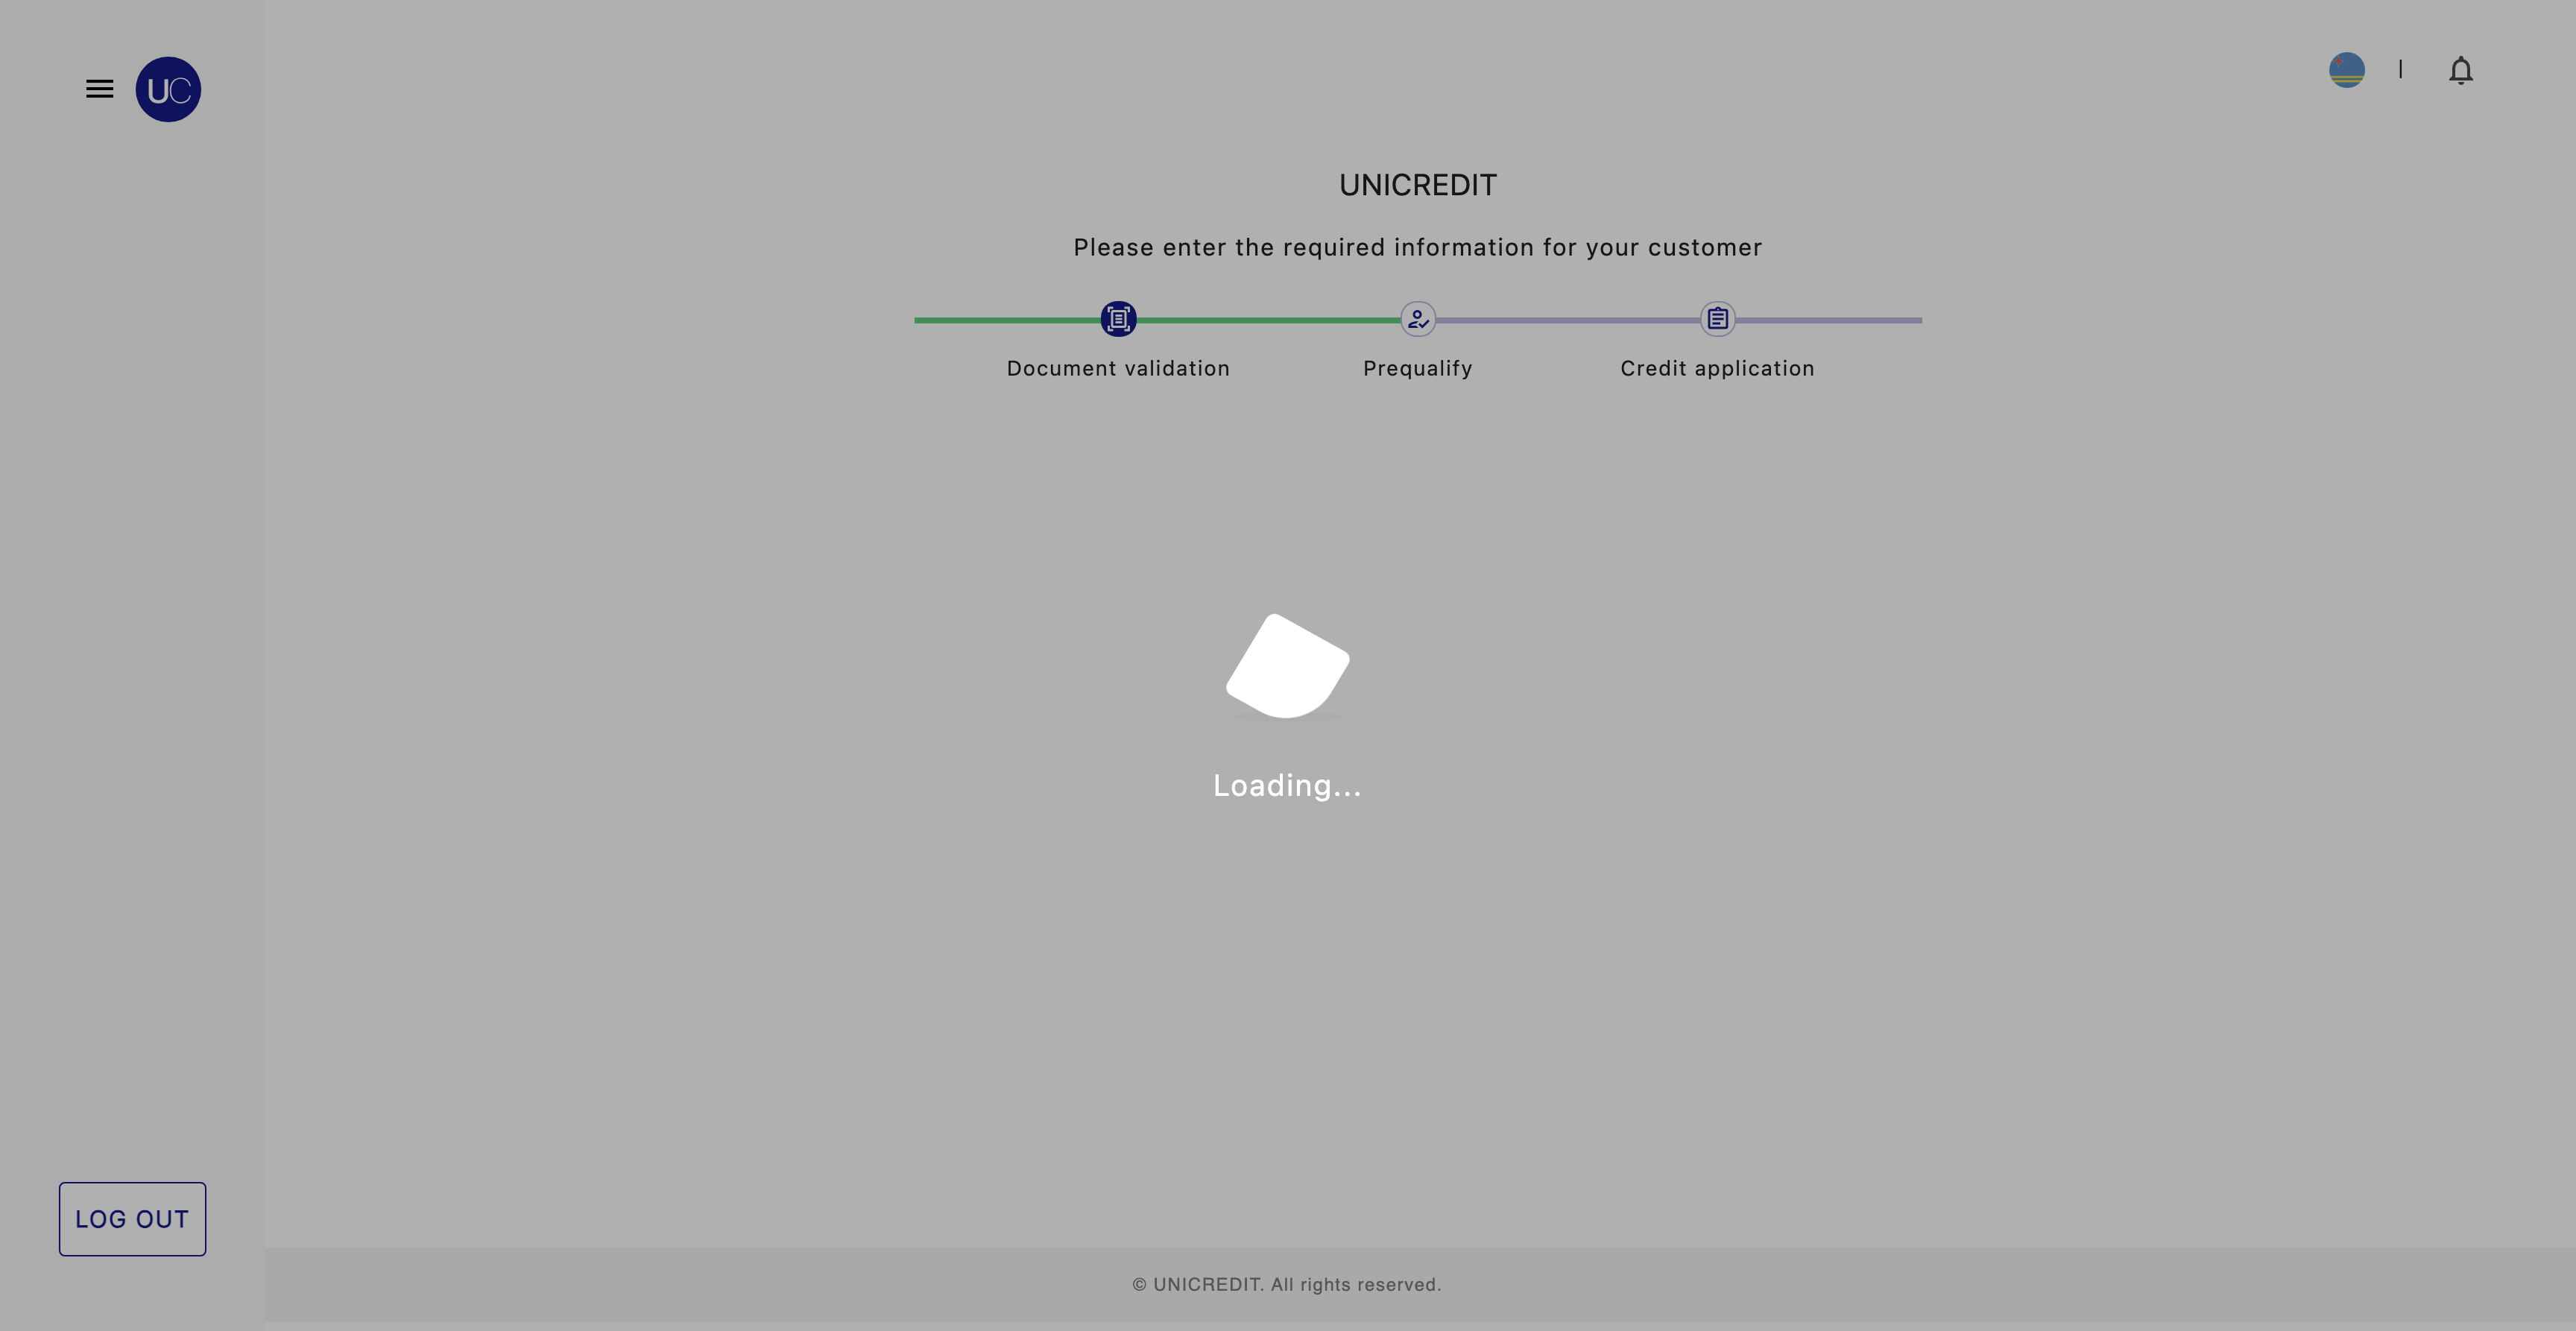 UC
UNICREDIT
Please enter the required information for your customer
Document validation
Prequalify
Credit application
Loading...
LOG OUT
© UNICREDIT. All rights reserved.